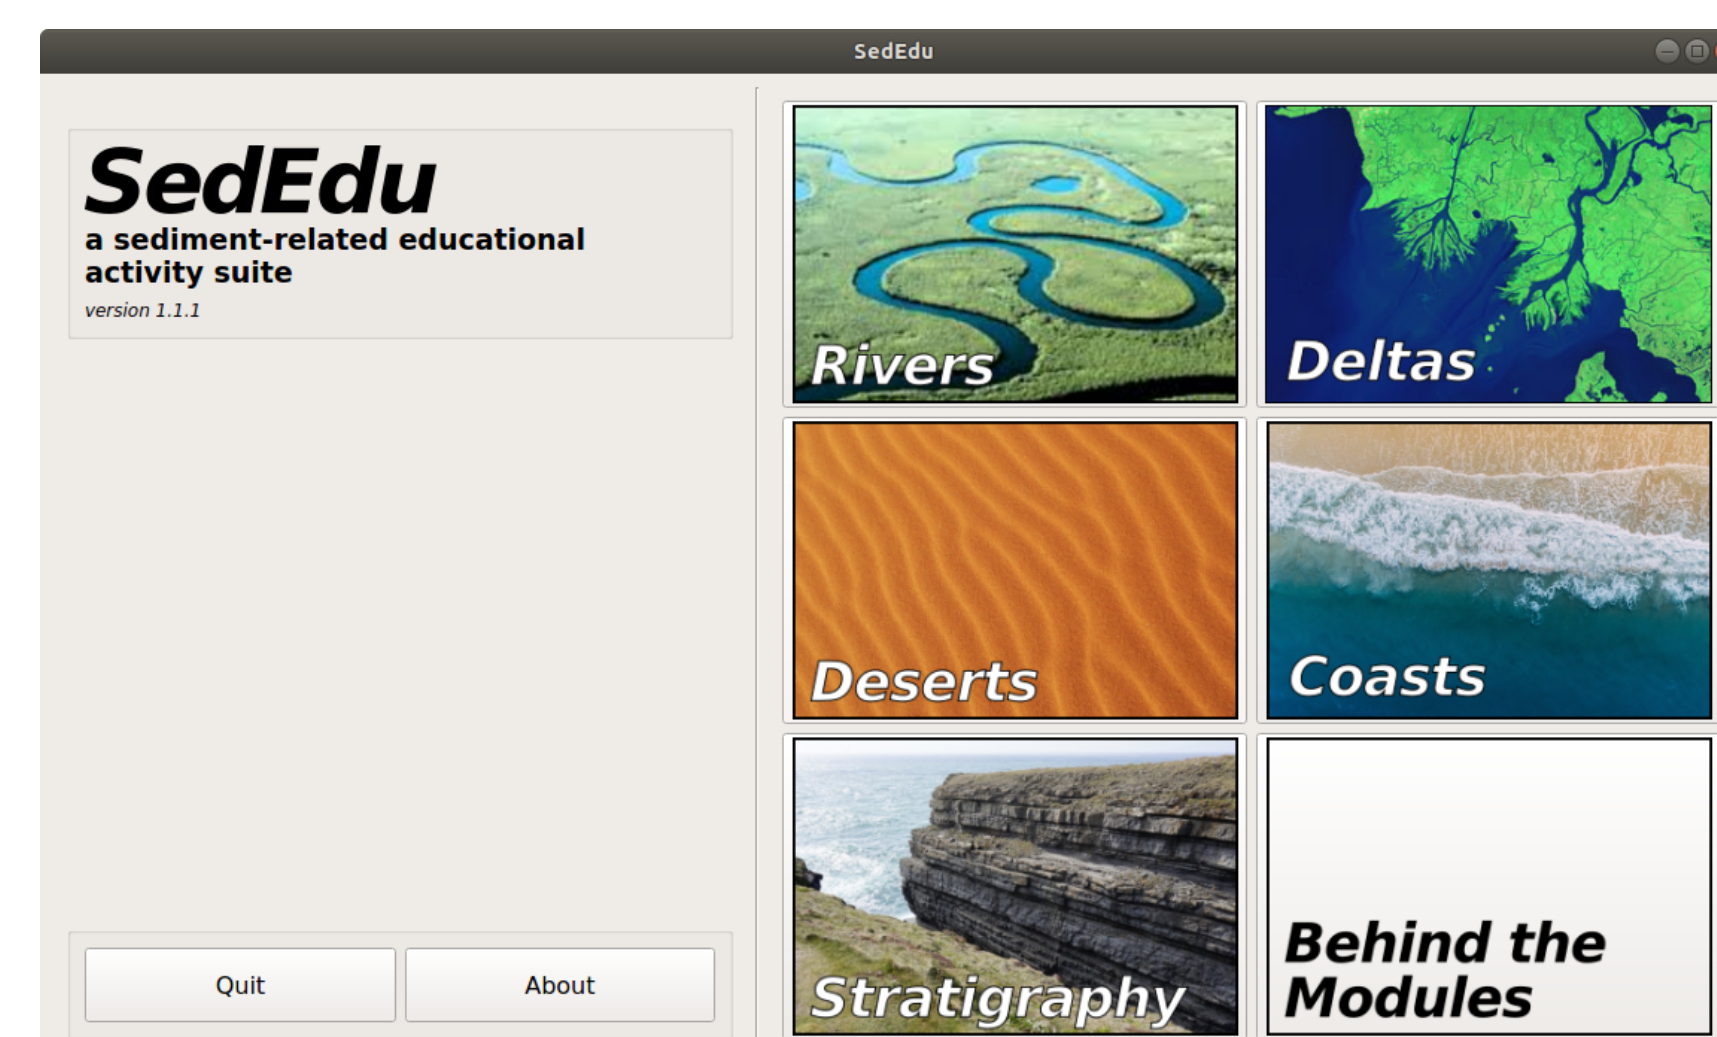 SedEdu
SedEdu
a sediment-related educational
activity suite
version 1.1.1
Quit
About
Rivers
Deltas
Deserts
Coasts
Stratigraphy
Behind the
Modules